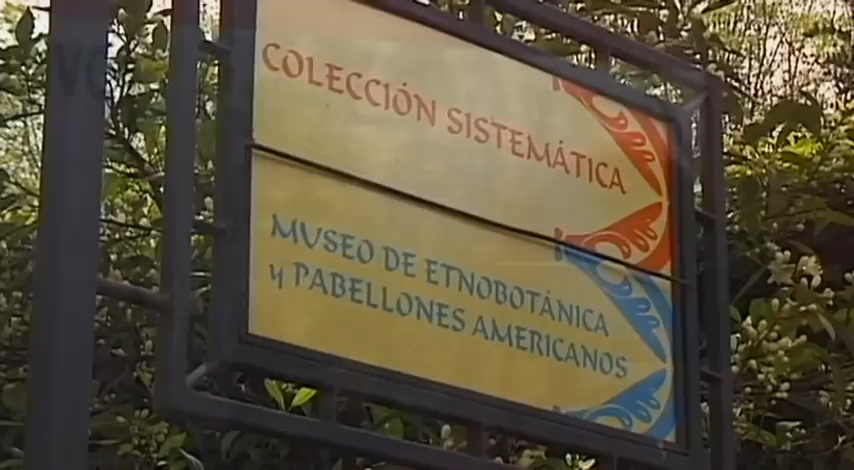 COLECCIÓN SISTEMÁTICA
MUSEO DE ETNOBOTÁNICA
Y PABELLONES AMERICANOS